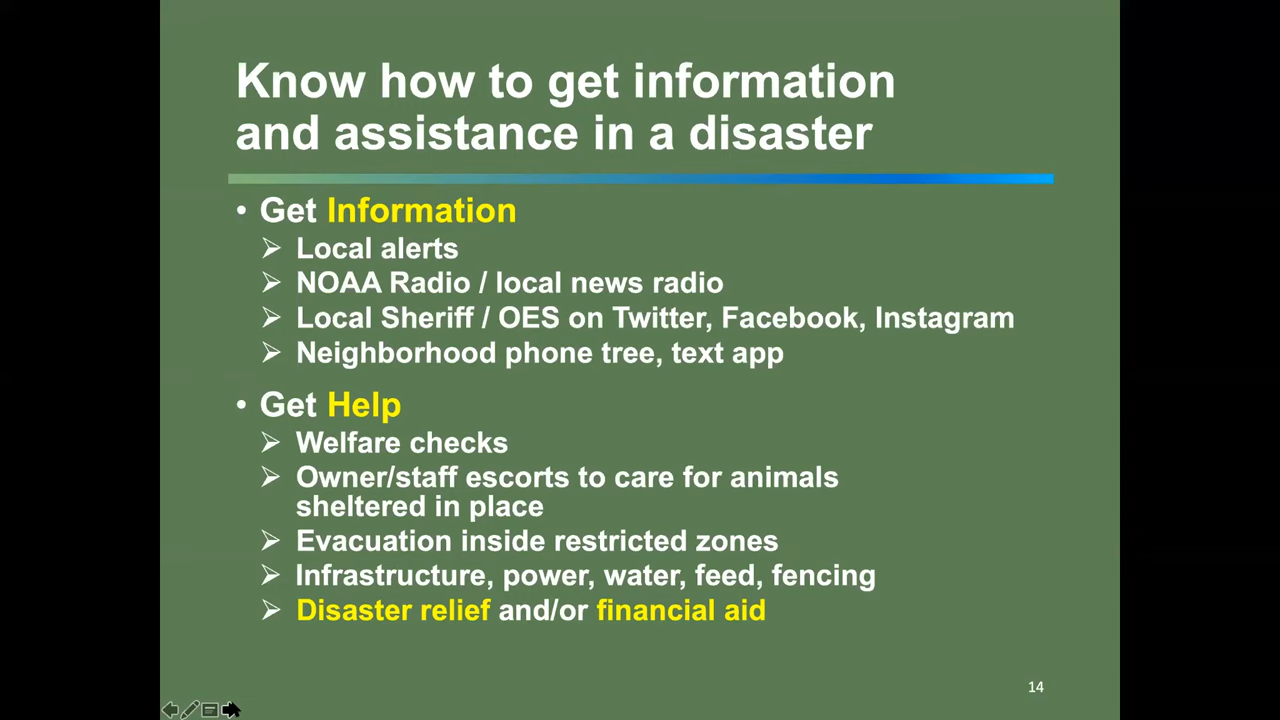 Know how to get information
and assistance in a disaster
• Get Information
➢ Local alerts
➢ NOAA Radio / local news radio
➢ Local Sheriff / OES on Twitter, Facebook, Instagram
➢ Neighborhood phone tree, text app
• Get Help
➢ Welfare checks
➢ Owner/staff escorts to care for animals
sheltered in place
➢ Evacuation inside restricted zones
➢ Infrastructure, power, water, feed, fencing
➢ Disaster relief and/or financial aid
14